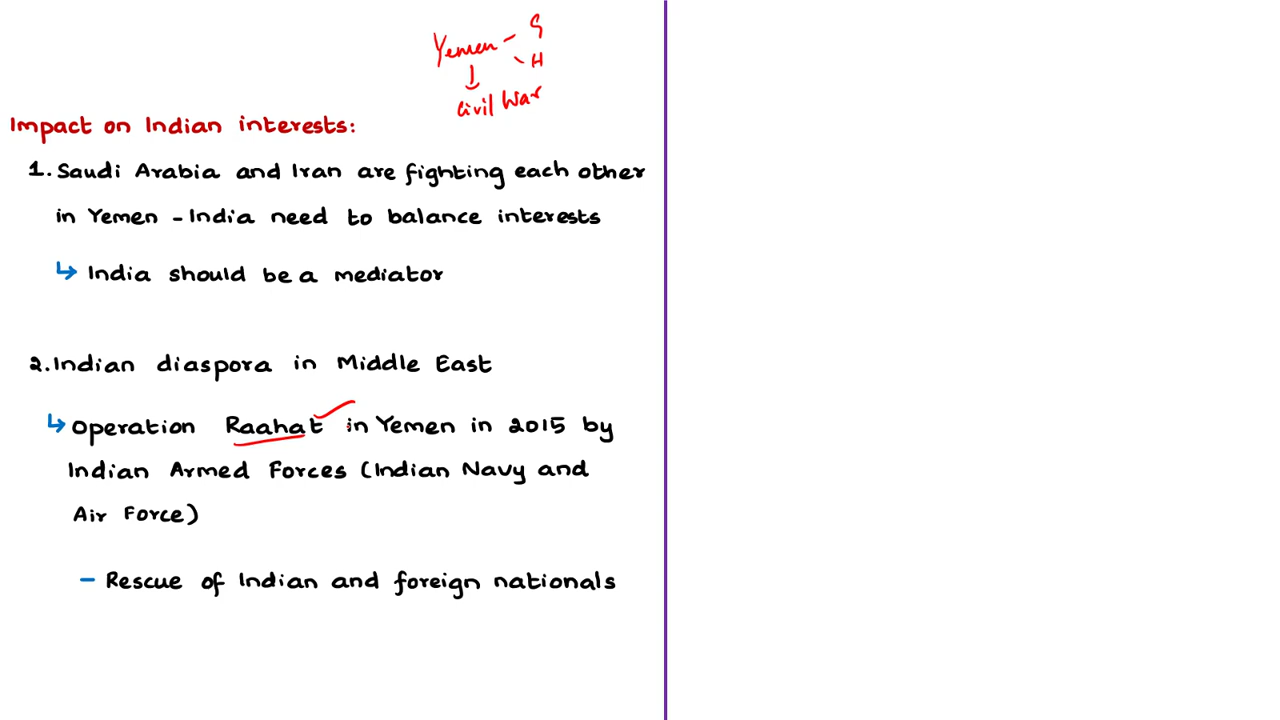 Yemen - S
H
Civil War
Impact on Indian interests:
1. Saudi Arabia and Iran are fighting each other
in Yemen - India need to balance interests
↳ India should be a mediator
2. Indian diaspora in Middle East
↳ Operation Raahat in Yemen in 2015 by
Indian Armed Forces (Indian Navy and
Air Force)
- Rescue of Indian and foreign nationals